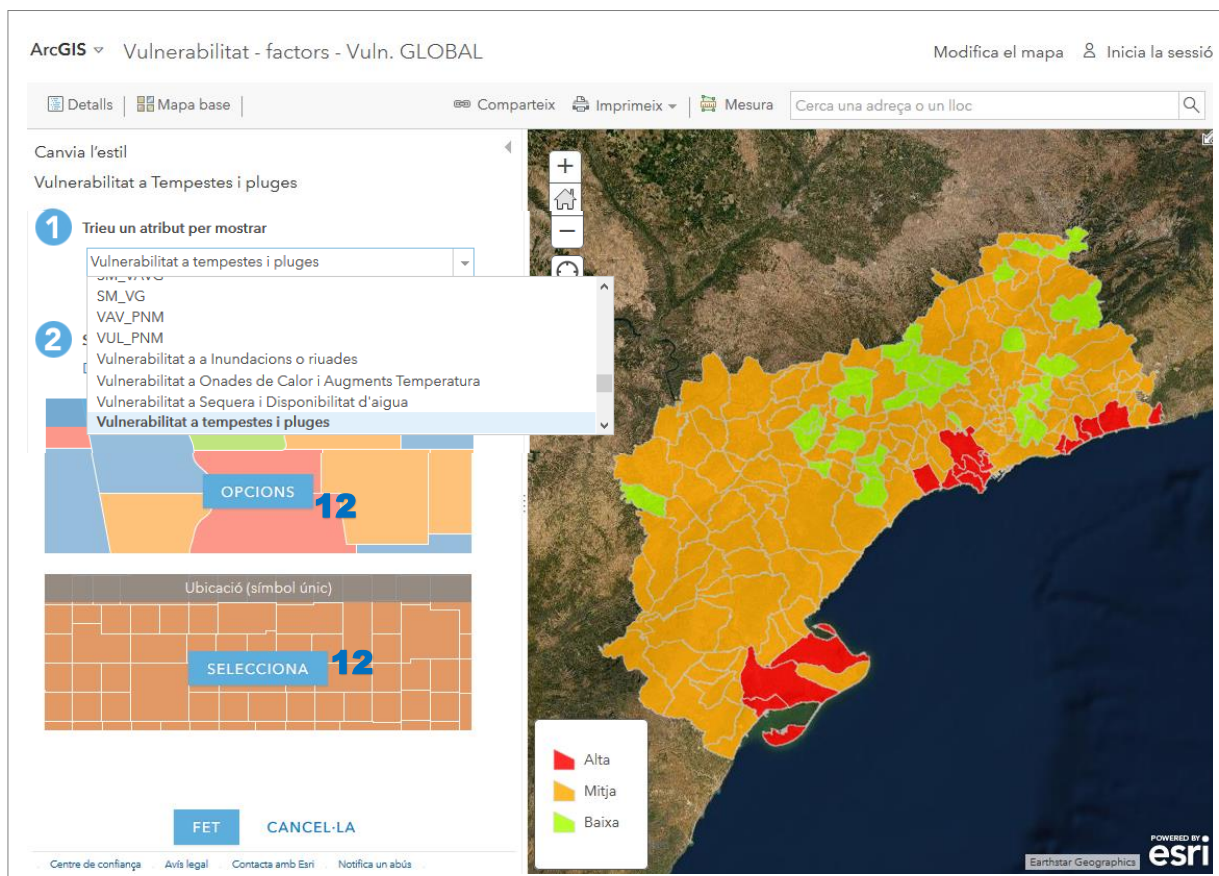 ArcGIS Vulnerabilitat - factors - Vuln. GLOBAL
Modifica el mapa Inicia la sessió
Detalls Mapa base Comparteix Imprimeix Mesura Cerca una adreça o un lloc
Canvia l'estil
Vulnerabilitat a Tempestes i pluges
1 Trieu un atribut per mostrar
Vulnerabilitat a tempestes i pluges
SM_VAVG
SM_VG
VAV_PNM
2
VUL_PNM
Vulnerabilitat a a Inundacions o riuades
Vulnerabilitat a Onades de Calor i Augments Temperatura
Vulnerabilitat a Sequera i Disponibilitat d'aigua
Vulnerabilitat a tempestes i pluges
OPCIONS 12
Ubicació (símbol únic)
SELECCIONA 12
FET CANCEL·LA
Centre de confiança Avís legal Contacta amb Esri Notifica un abús
Alta
Mitja
Baixa
Earthstar Geographics
POWERED BY
esri